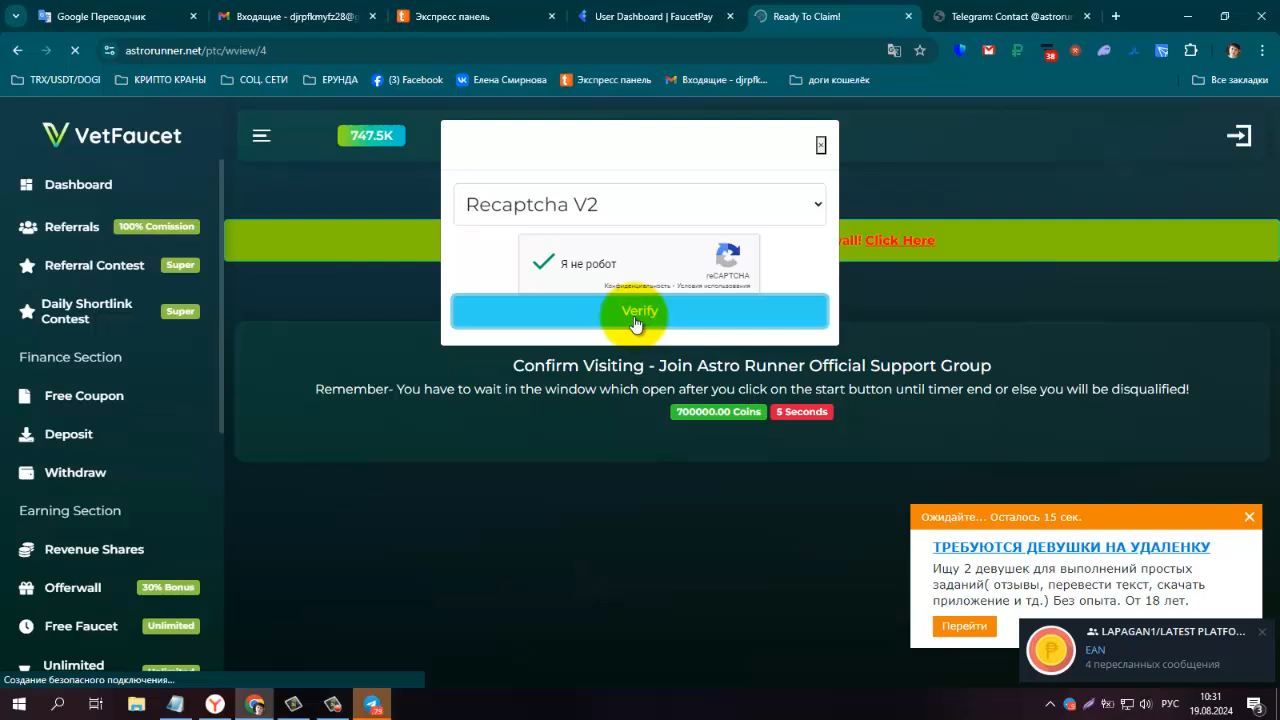 Google Переводчик
Входящие - djrpfkmyfz28@g
Экспресс панель
User Dashboard | FaucetPay
Ready To Claim!
Telegram: Contact @astrorun
astrorunner.net/ptc/wview/4
38
TRX/USDT/DOGI
КРИПТО КРАНЫ
СОЦ. СЕТИ
ЕРУНДА
(3) Facebook
Елена Смирнова
Экспресс панель
Входящие - djrpfk...
доги кошелёк
Все закладки
VetFaucet
747.5K
Dashboard
Referrals
100% Comission
Referral Contest
Super
Daily Shortlink
Contest
Super
Finance Section
Free Coupon
Deposit
Withdraw
Earning Section
Revenue Shares
Offerwall
30% Bonus
Free Faucet
Unlimited
Unlimited
Recaptcha V2
Я не робот
reCAPTCHA
Конфиденциальность - Условия использования
Verify
wall! Click Here
Confirm Visiting - Join Astro Runner Official Support Group
Remember- You have to wait in the window which open after you click on the start button until timer end or else you will be disqualified!
700000.00 Coins
5 Seconds
Ожидайте... Осталось 15 сек.
ТРЕБУЮТСЯ ДЕВУШКИ НА УДАЛЕНКУ
Ищу 2 девушек для выполнений простых
заданий( отзывы, перевести текст, скачать
приложение и тд.) Без опыта. От 18 лет.
Перейти
LAPAGAN1/LATEST PLATFO...
EAN
4 пересланных сообщения
Создание безопасного подключения...
РУС
10:31
19.08.2024